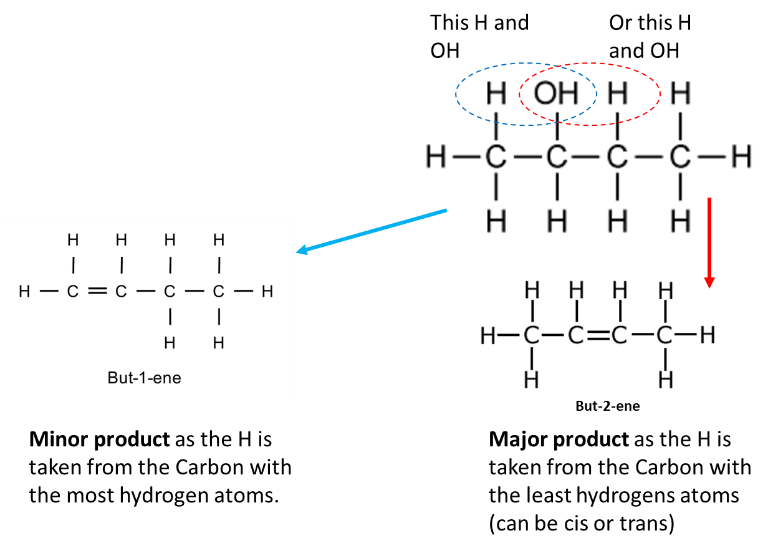 This H and
OH
Or this H
and OH
H OH H H
H—C—C—C—C—H
H H H H
H H H H
H — C = C — C — C — H
H H
But-1-ene
H H H H
H—C—C=C—C—H
H H
But-2-ene
Minor product as the H is
taken from the Carbon with
the most hydrogen atoms.
Major product as the H is
taken from the Carbon with
the least hydrogens atoms
(can be cis or trans)